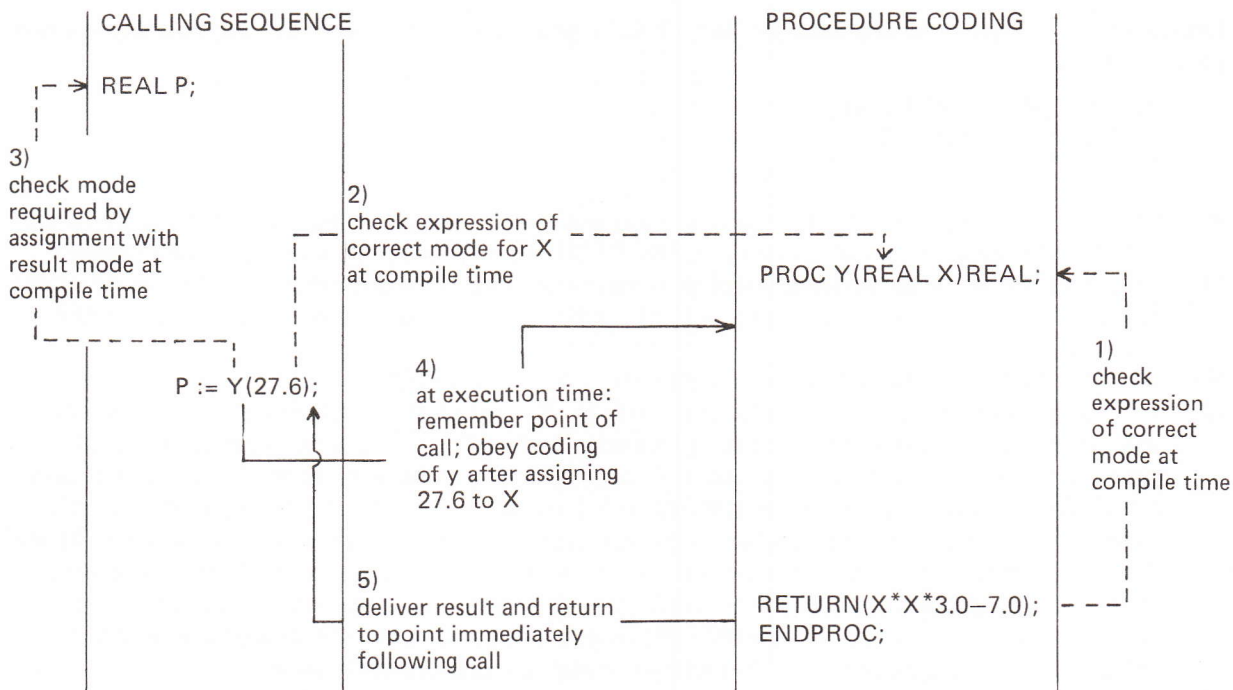 CALLING SEQUENCE
PROCEDURE CODING
REAL P;
3)
check mode
required by
assignment with
result mode at
compile time
2)
check expression of
correct mode for X
at compile time
PROC Y(REAL X)REAL;
P := Y(27.6);
4)
at execution time:
remember point of
call; obey coding
of y after assigning
27.6 to X
1)
check
expression
of correct
mode at
compile time
5)
deliver result and return
to point immediately
following call
RETURN(X*X*3.0–7.0);
ENDPROC;